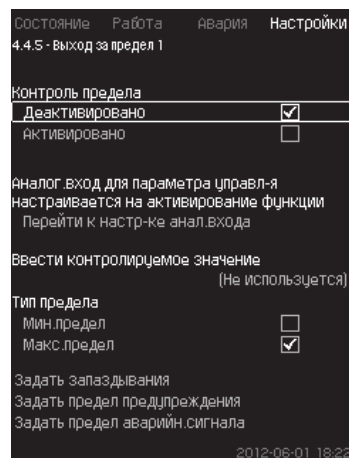 Состояние Работа Авария Настройки
4.4.5 - Выход за предел 1
Контроль предела
Деактивировано
Активировано
Аналог.вход для параметра управл-я
настраивается на активирование функции
Перейти к настр-ке анал.входа
Ввести контролируемое значение
(Не используется)
Тип предела
Мин.предел
Макс.предел
Задать запаздывания
Задать предел предупреждения
Задать предел аварийн.сигнала
2012-06-01 18:22